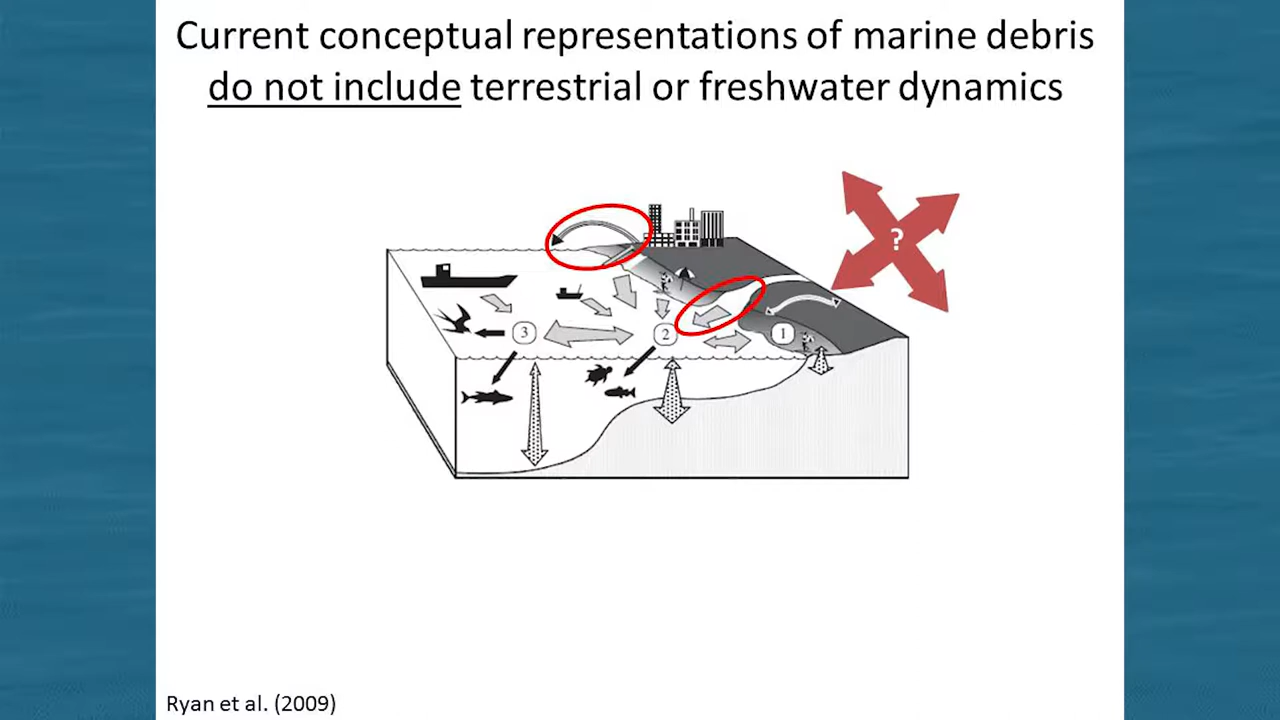 Current conceptual representations of marine debris
do not include terrestrial or freshwater dynamics
?
3
2
1
Ryan et al. (2009)